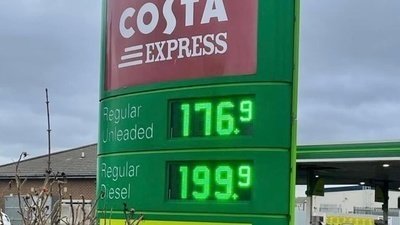 COSTA
EXPRESS
Regular
Unleaded
176.9
Regular
Diesel
199.9